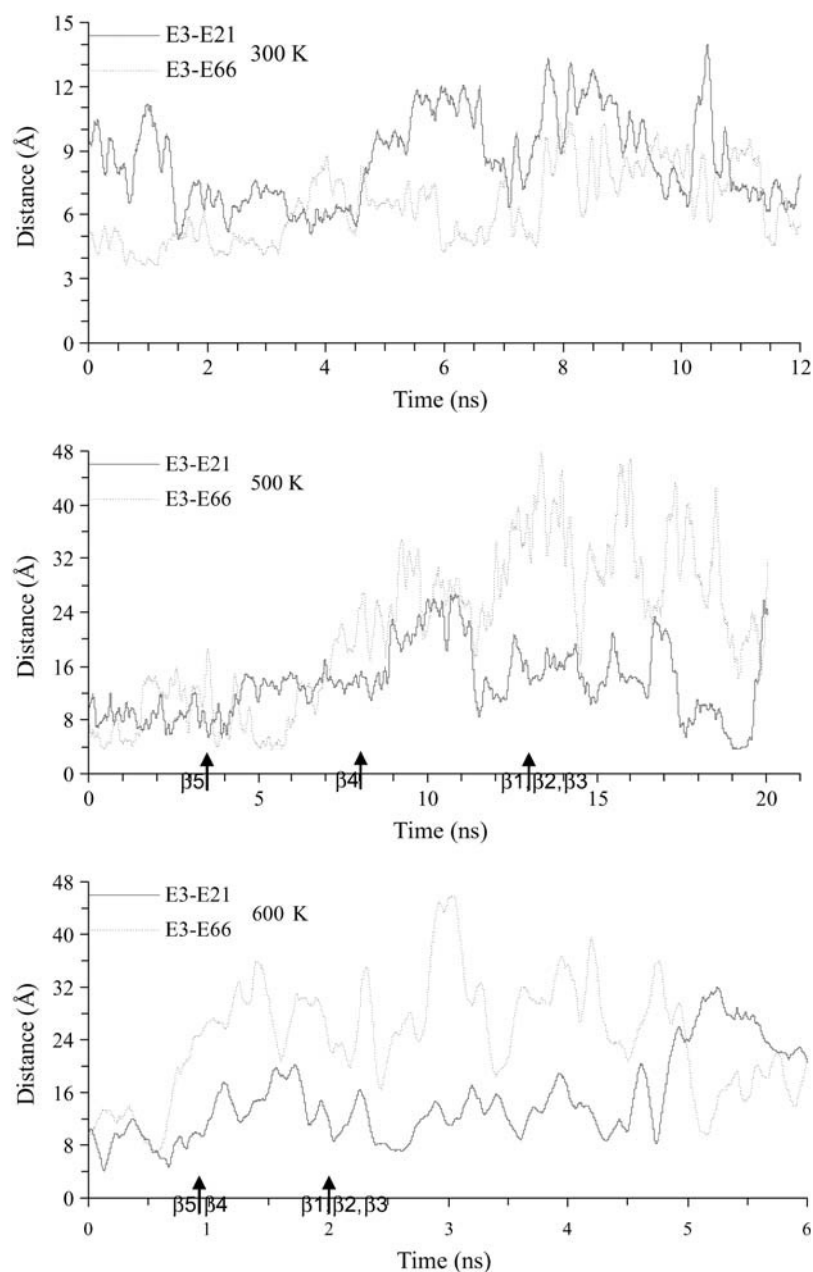 15
E3-E21
300 K
E3-E66
12
9
6
3
0
Distance (Å)
0 2 4 6 8 10 12
Time (ns)
48
E3-E21
500 K
E3-E66
40
32
24
16
8
0
Distance (Å)
β5 β4 β1,β2,β3
0 5 10 15 20
Time (ns)
48
E3-E21
600 K
E3-E66
40
32
24
16
8
0
Distance (Å)
β5,β4 β1,β2,β3
0 1 2 3 4 5 6
Time (ns)